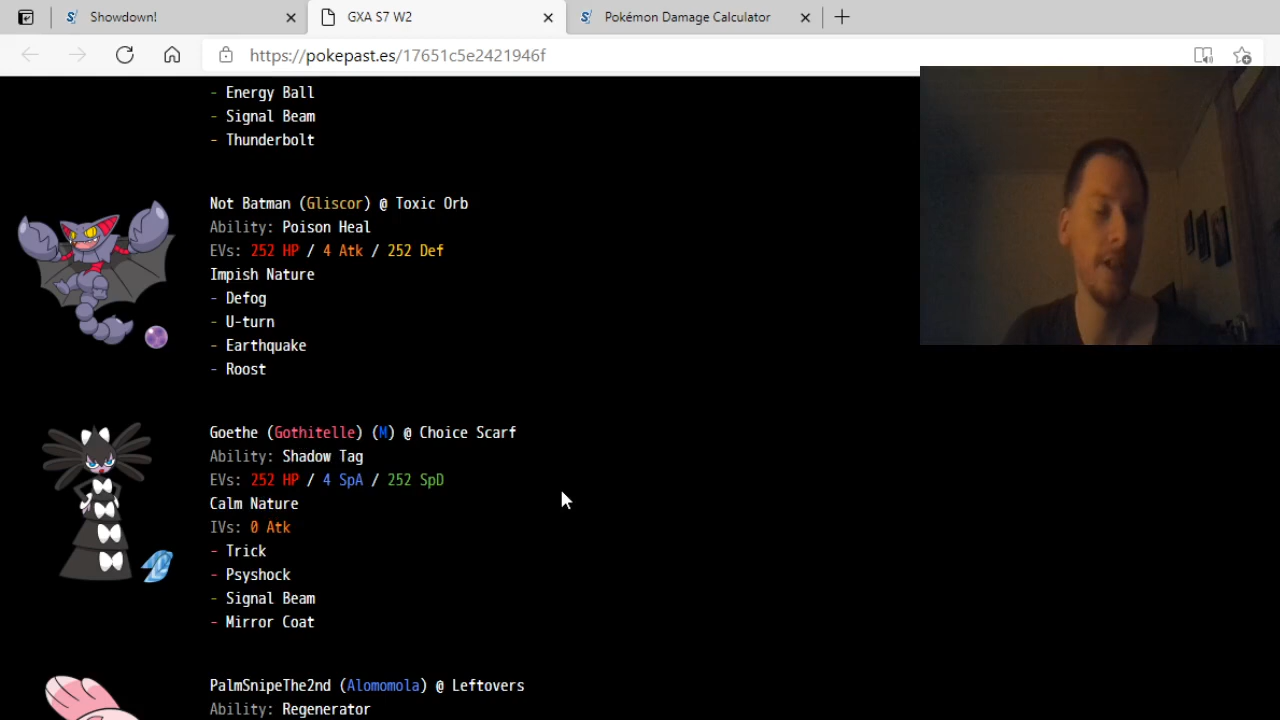 Showdown!
GXA S7 W2
Pokémon Damage Calculator
https://pokepast.es/17651c5e2421946f
- Energy Ball
- Signal Beam
- Thunderbolt
Not Batman (Gliscor) @ Toxic Orb
Ability: Poison Heal
EVs: 252 HP / 4 Atk / 252 Def
Impish Nature
- Defog
- U-turn
- Earthquake
- Roost
Goethe (Gothitelle) (M) @ Choice Scarf
Ability: Shadow Tag
EVs: 252 HP / 4 SpA / 252 SpD
Calm Nature
IVs: 0 Atk
- Trick
- Psyshock
- Signal Beam
- Mirror Coat
PalmSnipeThe2nd (Alomomola) @ Leftovers
Ability: Regenerator